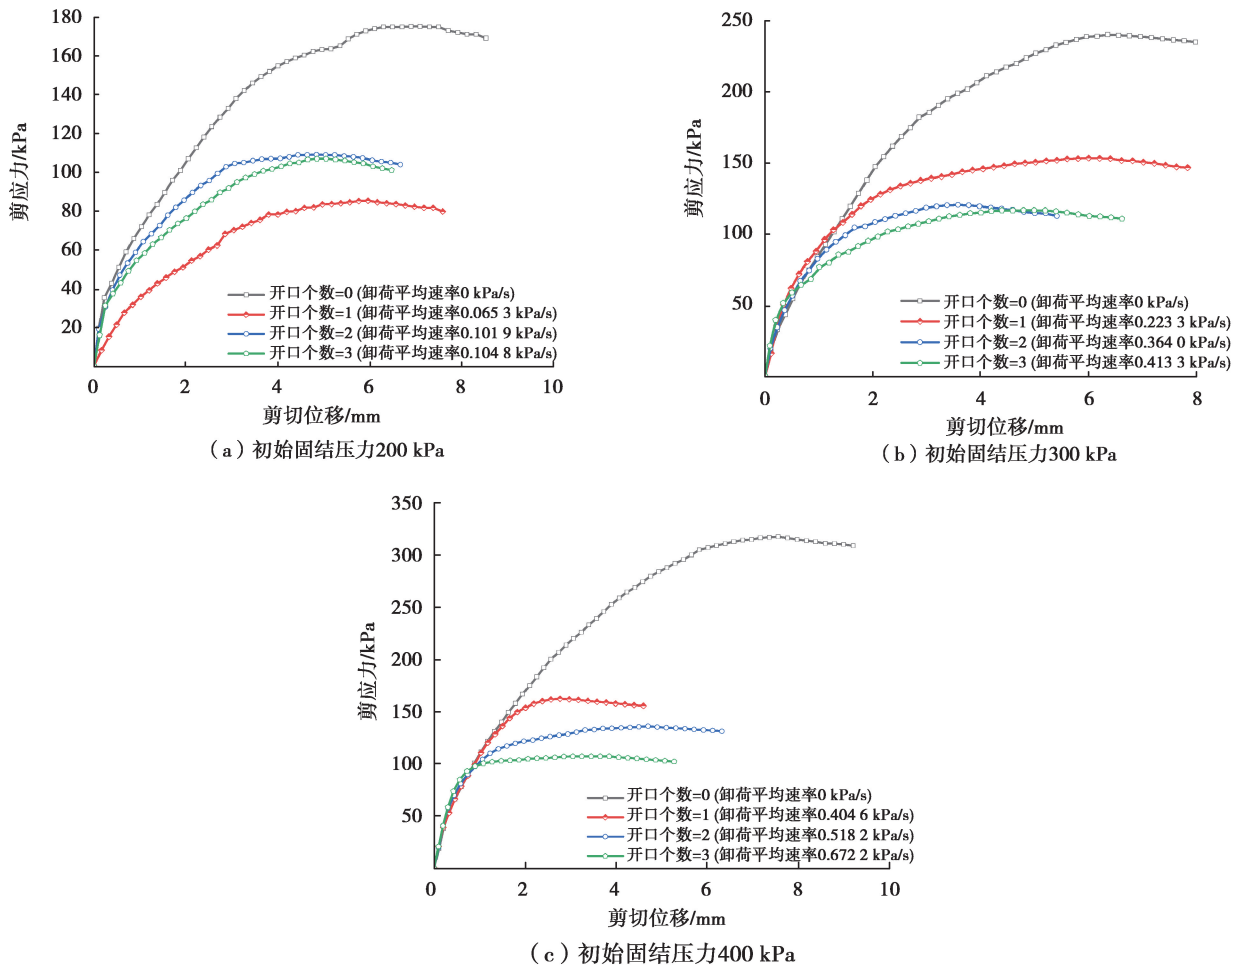 180
160
140
120
100
80
60
40
20
剪应力/kPa
开口个数=0 (卸荷平均速率0 kPa/s)
开口个数=1 (卸荷平均速率0.065 3 kPa/s)
开口个数=2 (卸荷平均速率0.101 9 kPa/s)
开口个数=3 (卸荷平均速率0.104 8 kPa/s)
0 2 4 6 8 10
剪切位移/mm
（a）初始固结压力200 kPa
250
200
150
100
50
剪应力/kPa
开口个数=0 (卸荷平均速率0 kPa/s)
开口个数=1 (卸荷平均速率0.223 3 kPa/s)
开口个数=2 (卸荷平均速率0.364 0 kPa/s)
开口个数=3 (卸荷平均速率0.413 3 kPa/s)
0 2 4 6 8
剪切位移/mm
（b）初始固结压力300 kPa
350
300
250
200
150
100
50
剪应力/kPa
开口个数=0 (卸荷平均速率0 kPa/s)
开口个数=1 (卸荷平均速率0.404 6 kPa/s)
开口个数=2 (卸荷平均速率0.518 2 kPa/s)
开口个数=3 (卸荷平均速率0.672 2 kPa/s)
0 2 4 6 8 10
剪切位移/mm
（c）初始固结压力400 kPa